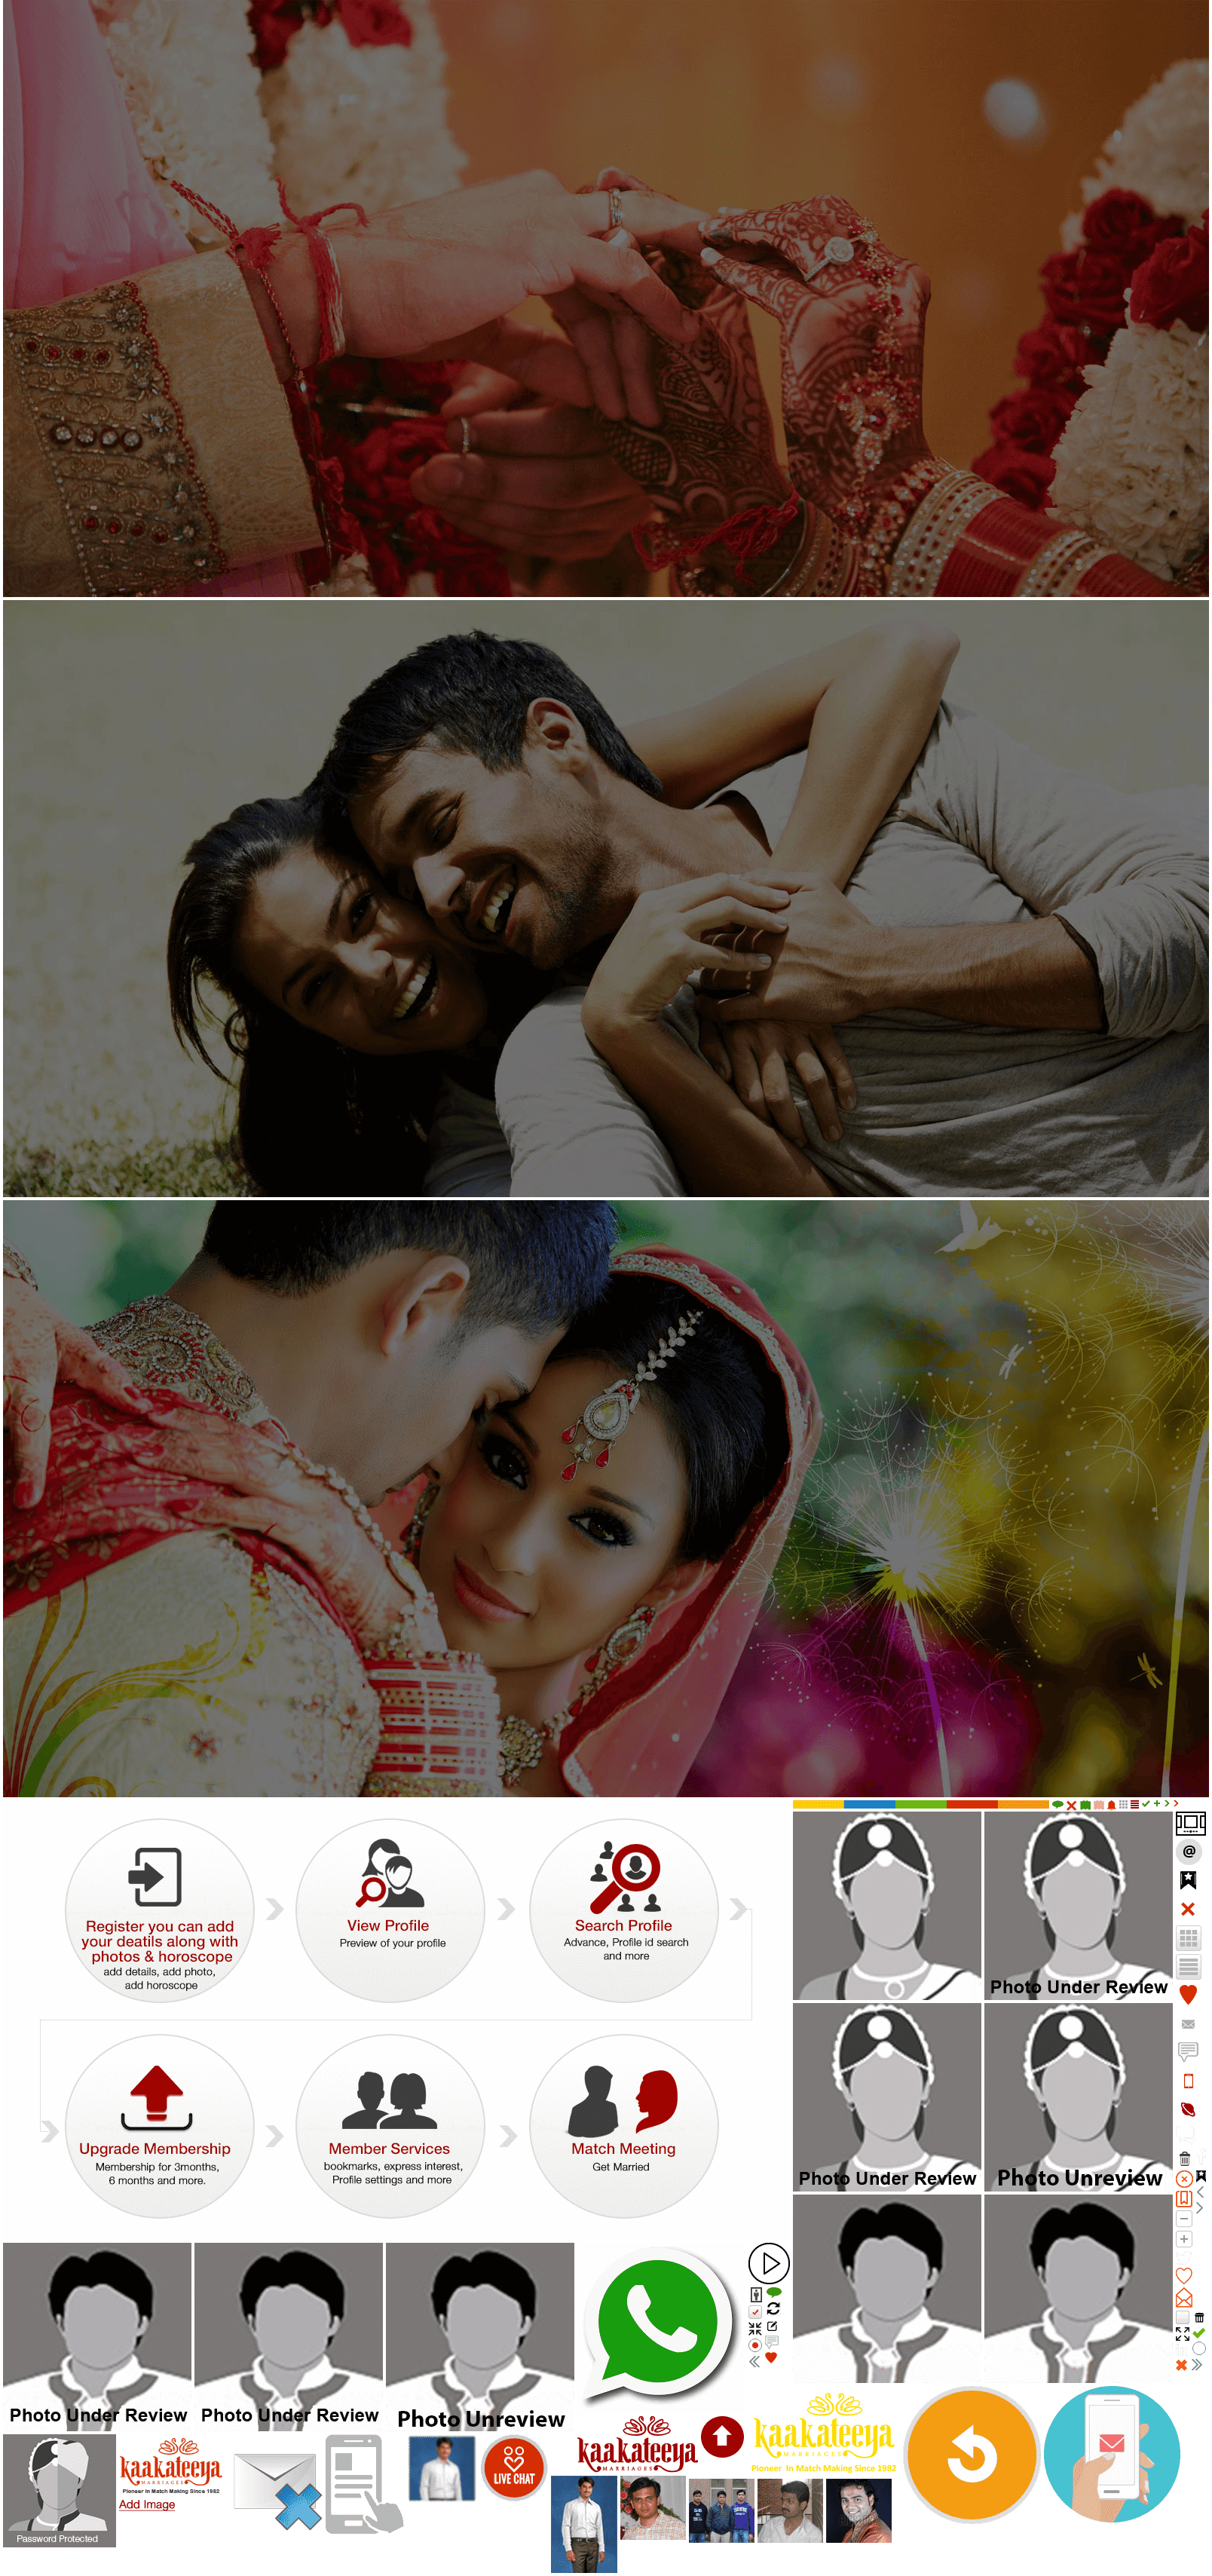 Register you can add
your deatils along with
photos & horoscope
add details, add photo,
add horoscope
View Profile
Preview of your profile
Search Profile
Advance, Profile id search
and more
Upgrade Membership
Membership for 3months,
6 months and more.
Member Services
bookmarks, express interest,
Profile settings and more
Match Meeting
Get Married
Photo Under Review
@
Photo Under Review
Photo Unreview
Photo Under Review
Photo Under Review
Photo Unreview
Password Protected
kaakateeya
MARRIAGES
Pioneer In Match Making Since 1982
Add Image
LIVE CHAT
kaakateeya
MARRIAGES
kaakateeya
MARRIAGES
Pioneer In Match Making Since 1982